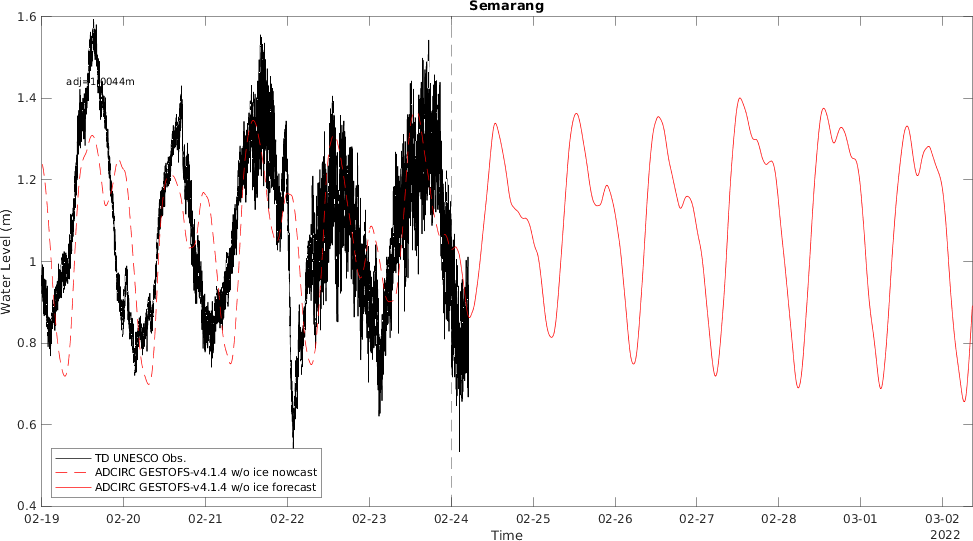 Semarang
1.6
1.4
1.2
1
0.8
0.6
0.4
Water Level (m)
adj=1.0044m
TD UNESCO Obs.
ADCIRC GESTOFS-v4.1.4 w/o ice nowcast
ADCIRC GESTOFS-v4.1.4 w/o ice forecast
02-19 02-20 02-21 02-22 02-23 02-24 02-25 02-26 02-27 02-28 03-01 03-02
Time 2022